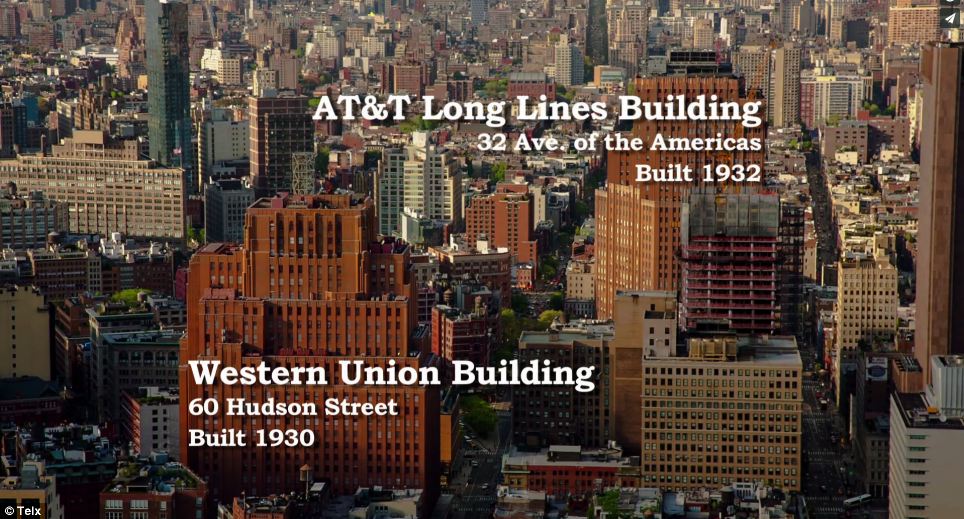 AT&T Long Lines Building
32 Ave. of the Americas
Built 1932
Western Union Building
60 Hudson Street
Built 1930
© Telx